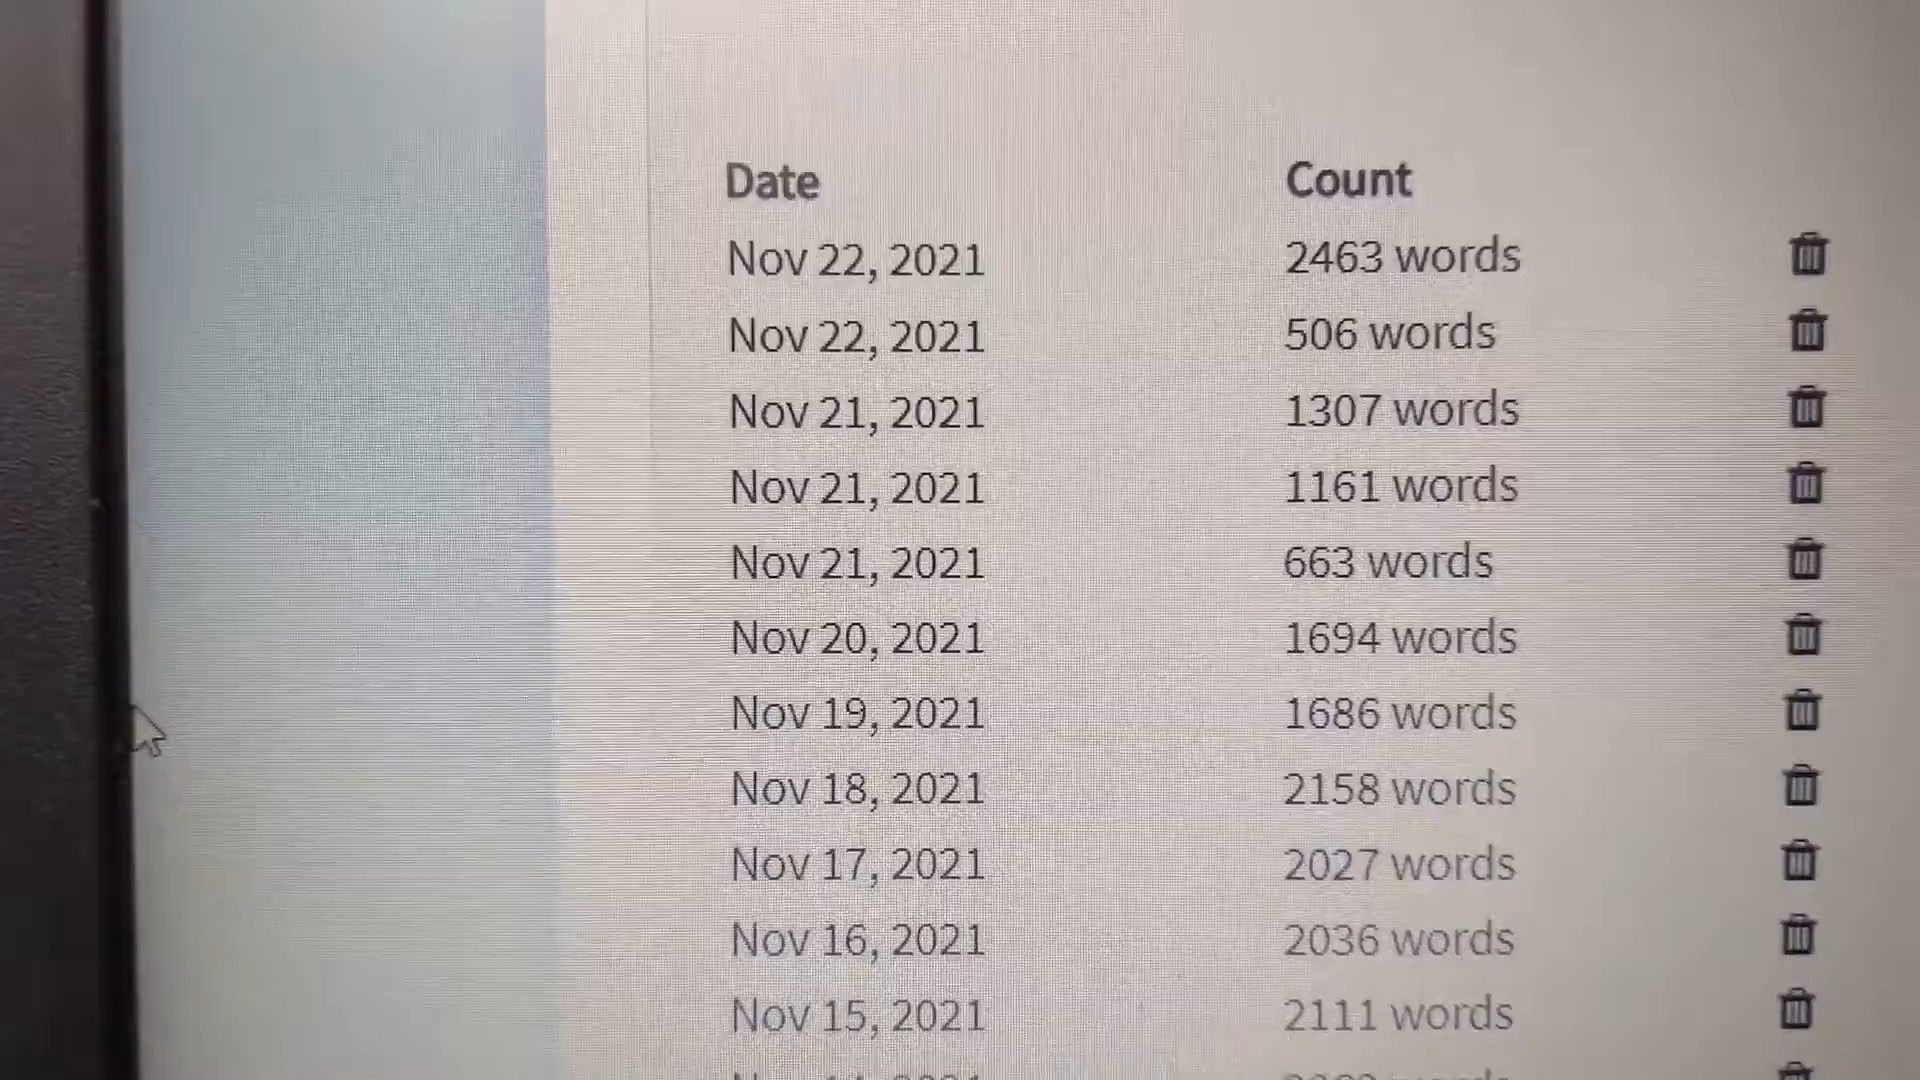 Date Count
Nov 22, 2021 2463 words
Nov 22, 2021 506 words
Nov 21, 2021 1307 words
Nov 21, 2021 1161 words
Nov 21, 2021 663 words
Nov 20, 2021 1694 words
Nov 19, 2021 1686 words
Nov 18, 2021 2158 words
Nov 17, 2021 2027 words
Nov 16, 2021 2036 words
Nov 15, 2021 2111 words